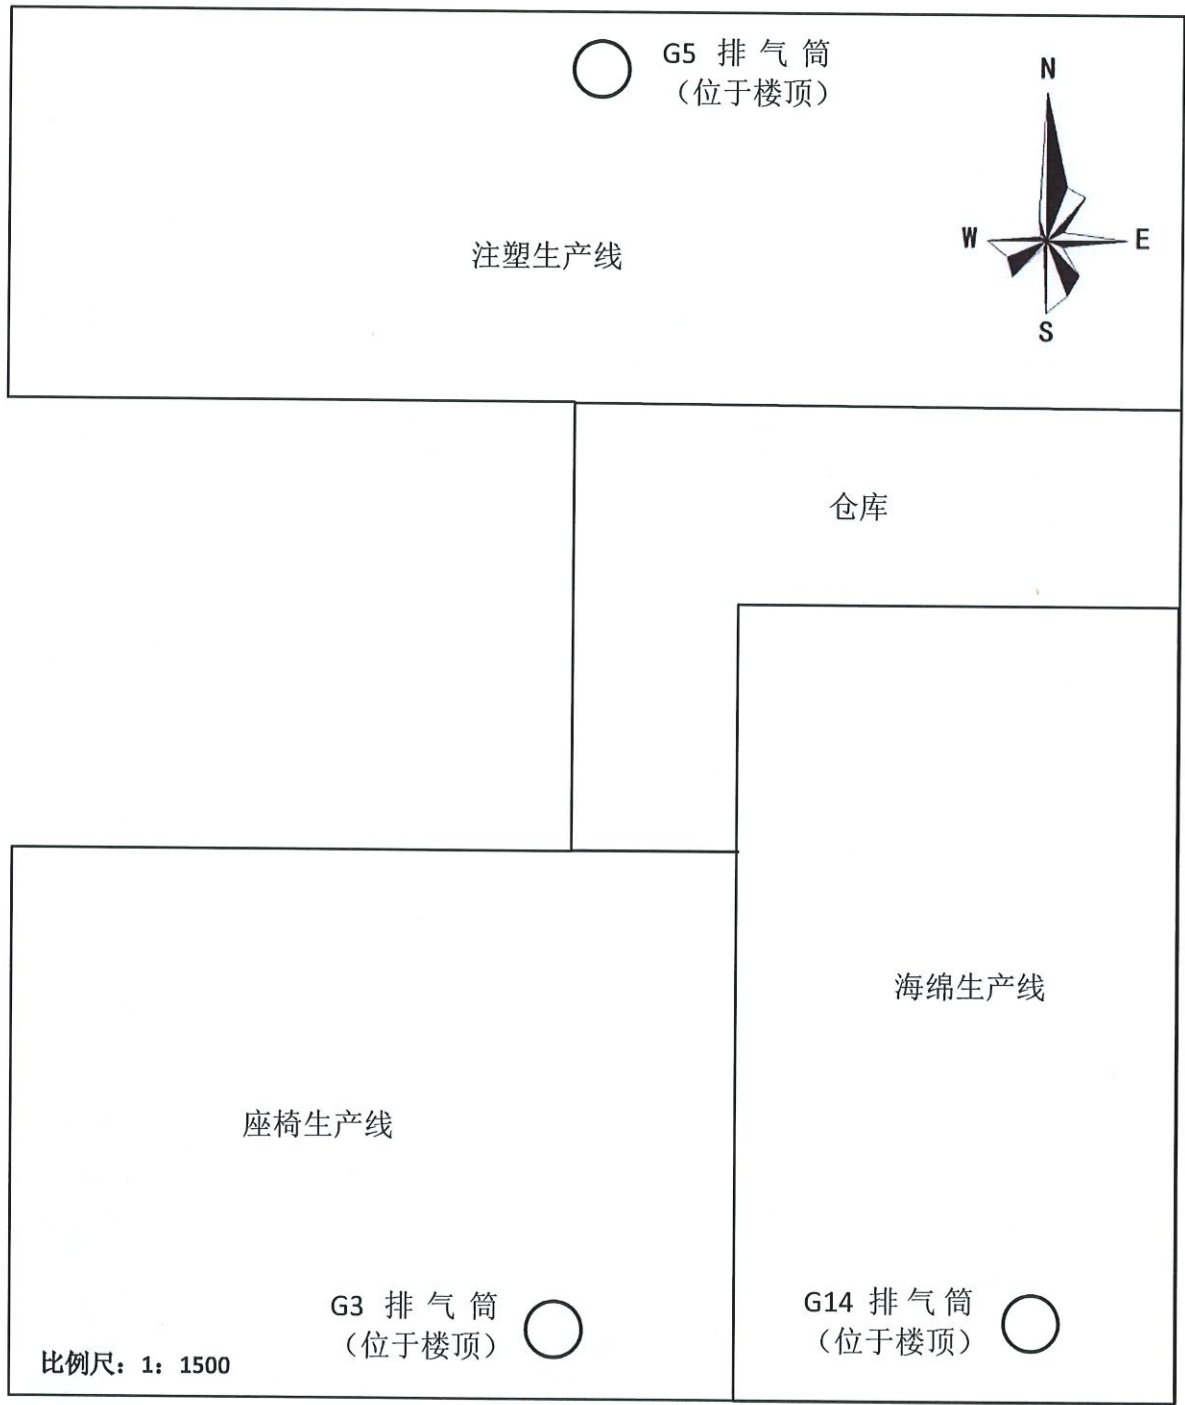 G5 排气筒
（位于楼顶）
N
W
E
S
注塑生产线
仓库
海绵生产线
座椅生产线
G3 排气筒
（位于楼顶）
G14 排气筒
（位于楼顶）
比例尺：1：1500